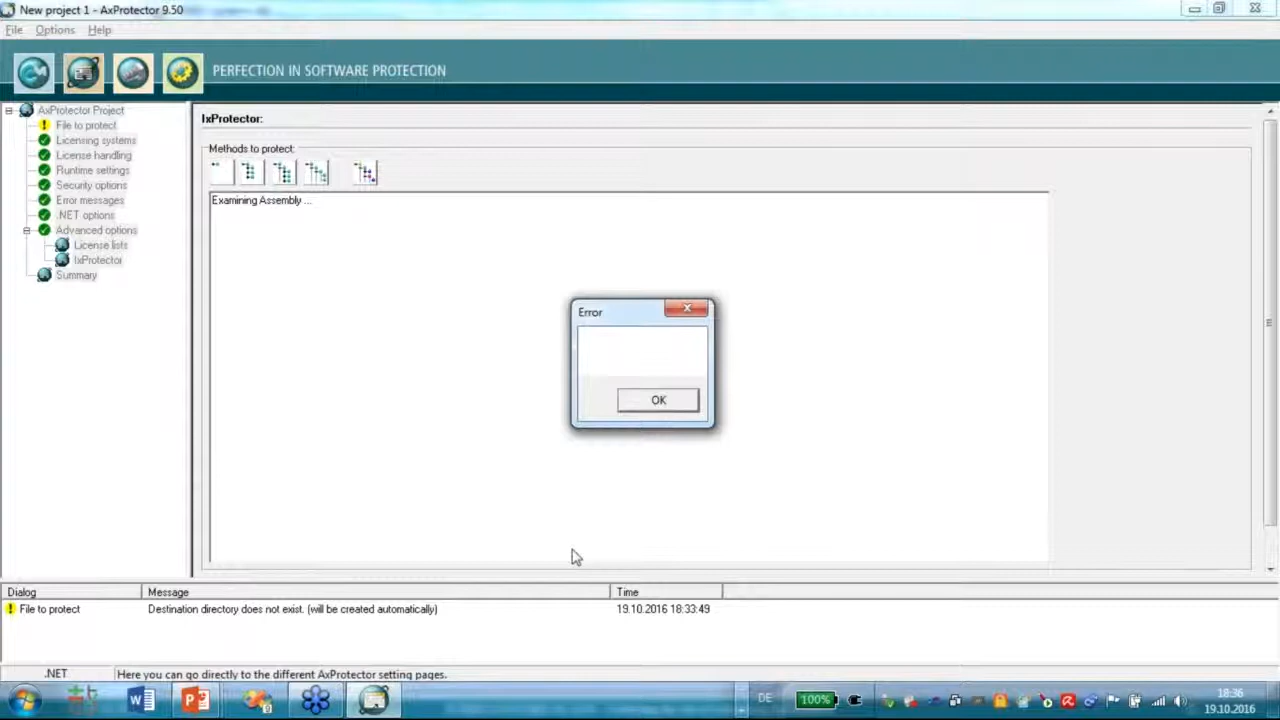 New project 1 - AxProtector 9.50
File Options Help
PERFECTION IN SOFTWARE PROTECTION
AxProtector Project
File to protect
Licensing systems
License handling
Runtime settings
Security options
Error messages
.NET options
Advanced options
License lists
IxProtector
Summary
IxProtector:
Methods to protect:
Examining Assembly ...
Error
OK
Dialog Message Time
File to protect Destination directory does not exist. (will be created automatically) 19.10.2016 18:33:49
.NET Here you can go directly to the different AxProtector setting pages.
DE 100% 18:36
19.10.2016